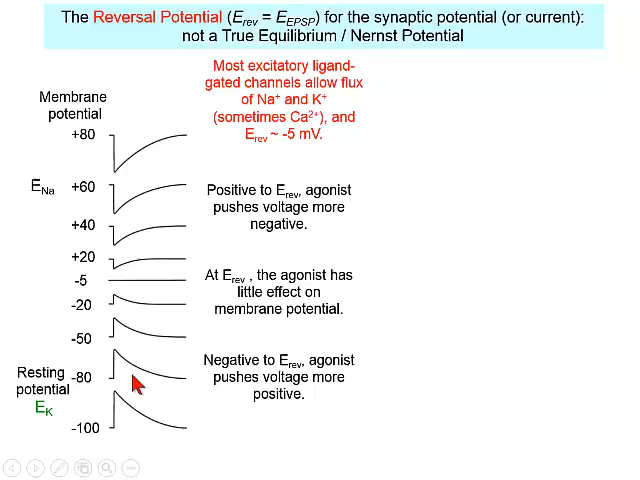 The Reversal Potential (Erev = EEPSP) for the synaptic potential (or current):
not a True Equilibrium / Nernst Potential
Most excitatory ligand-
gated channels allow flux
of Na⁺ and K⁺
(sometimes Ca²⁺), and
Erev ~ -5 mV.
Membrane
potential
+80
ENa
+60
+40
+20
-5
-20
-50
-80
-100
Positive to Erev, agonist
pushes voltage more
negative.
At Erev , the agonist has
little effect on
membrane potential.
Negative to Erev, agonist
pushes voltage more
positive.
Resting
potential
EK